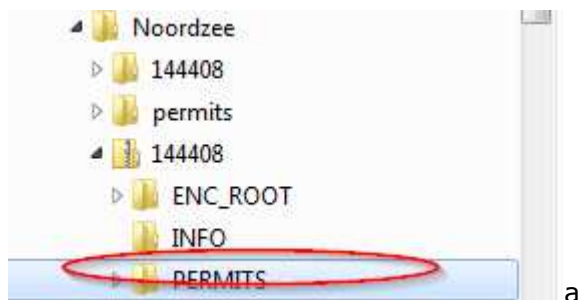 Noordzee
144408
permits
144408
ENC_ROOT
INFO
PERMITS
a